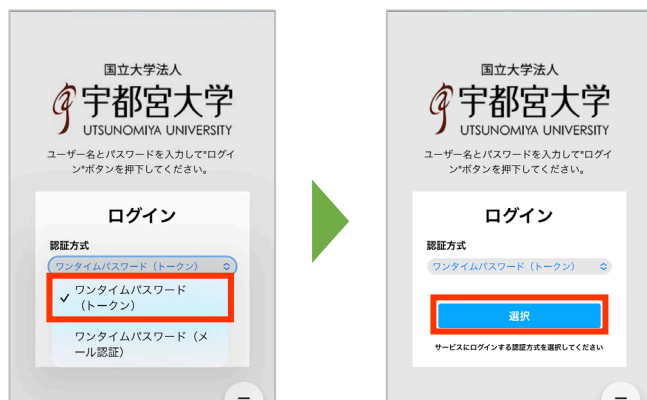 国立大学法人
宇都宮大学
UTSUNOMIYA UNIVERSITY
ユーザー名とパスワードを入力して"ログイ
ン"ボタンを押下してください。
ログイン
認証方式
ワンタイムパスワード（トークン）
✓ ワンタイムパスワード
（トークン）
ワンタイムパスワード（メ
ール認証）
国立大学法人
宇都宮大学
UTSUNOMIYA UNIVERSITY
ユーザー名とパスワードを入力して"ログイ
ン"ボタンを押下してください。
ログイン
認証方式
ワンタイムパスワード（トークン）
選択
サービスにログインする認証方式を選択してください